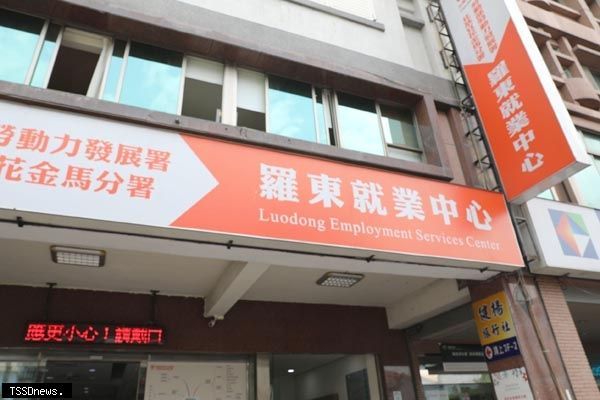 勞動力發展署
花金馬分署
羅東就業中心
Luodong Employment Services Center
羅東就業中心
健揚
旅行社
應更小心!請戴口
TSSDnews.